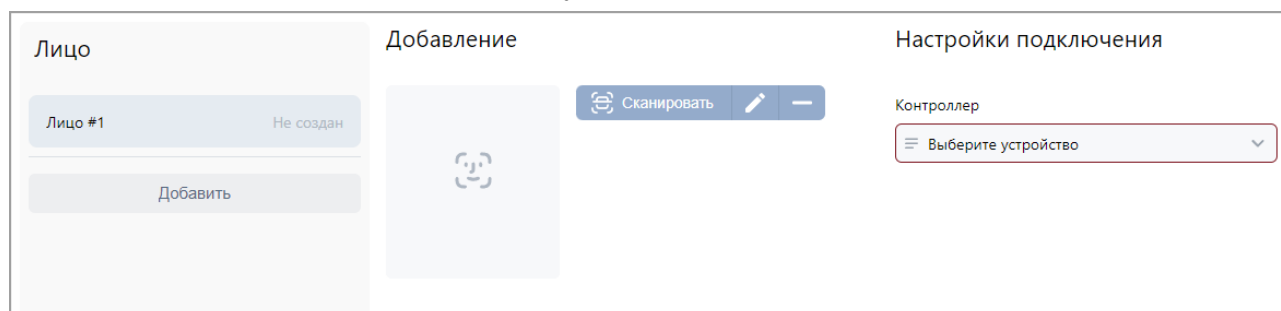 Лицо
Лицо #1 Не создан
Добавить
Добавление
Сканировать
Настройки подключения
Контроллер
Выберите устройство